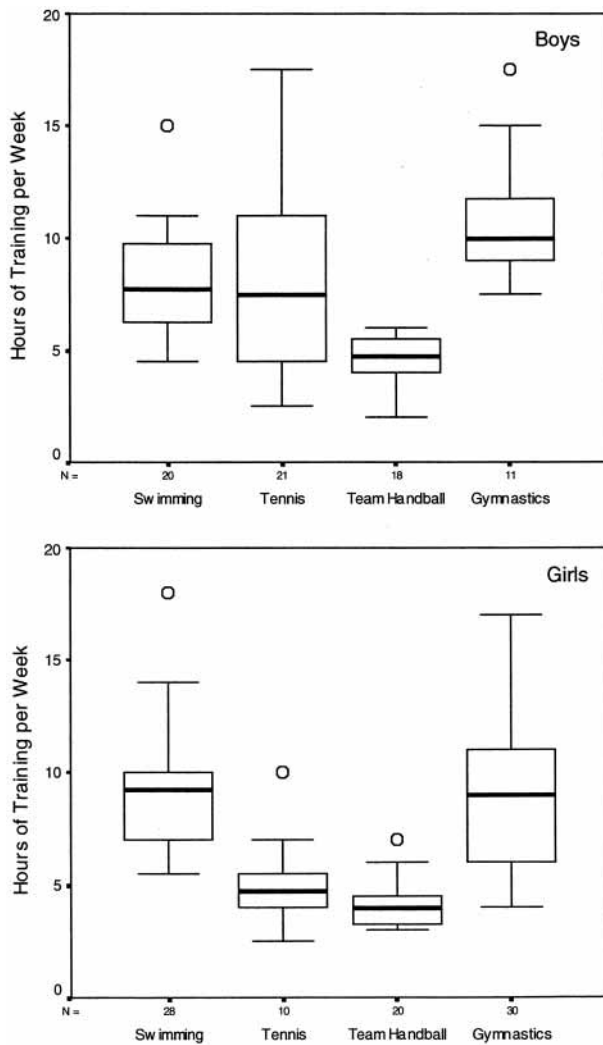 20
Boys
15
10
5
0
Hours of Training per Week
N = 20 21 18 11
Swimming Tennis Team Handball Gymnastics
20
Girls
15
10
5
0
Hours of Training per Week
N = 28 10 20 30
Swimming Tennis Team Handball Gymnastics